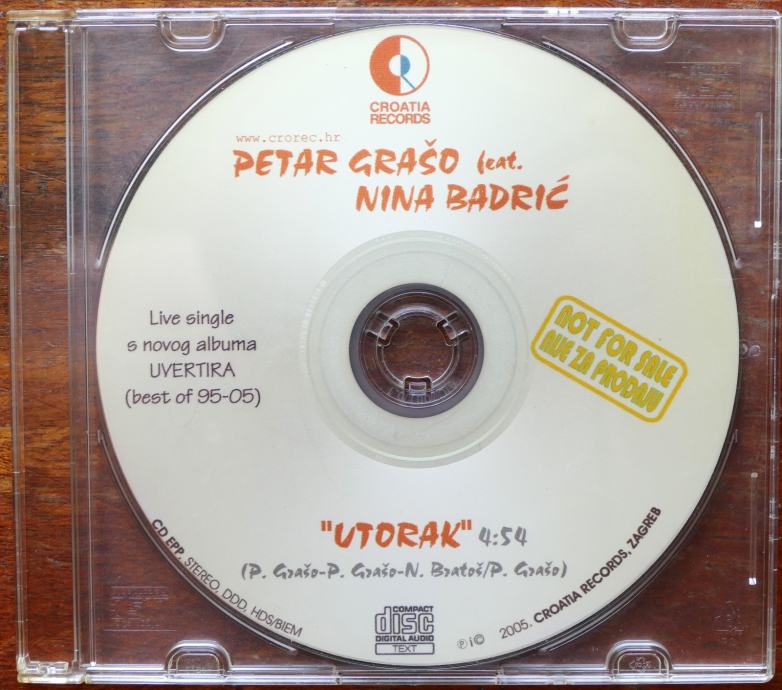 CROATIA
RECORDS
www.crorec.hr
PETAR GRAŠO feat.
NINA BADRIĆ
Live single
s novog albuma
UVERTIRA
(best of 95-05)
NOT FOR SALE
NIJE ZA PRODAJU
"UTORAK" 4:54
(P. Grašo-P. Grašo-N. Bratoš/P. Grašo)
CD EPP, STEREO, DDD, HDS/BIEM
COMPACT
disc
DIGITAL AUDIO
TEXT
℗ i © 2005. CROATIA RECORDS, ZAGREB